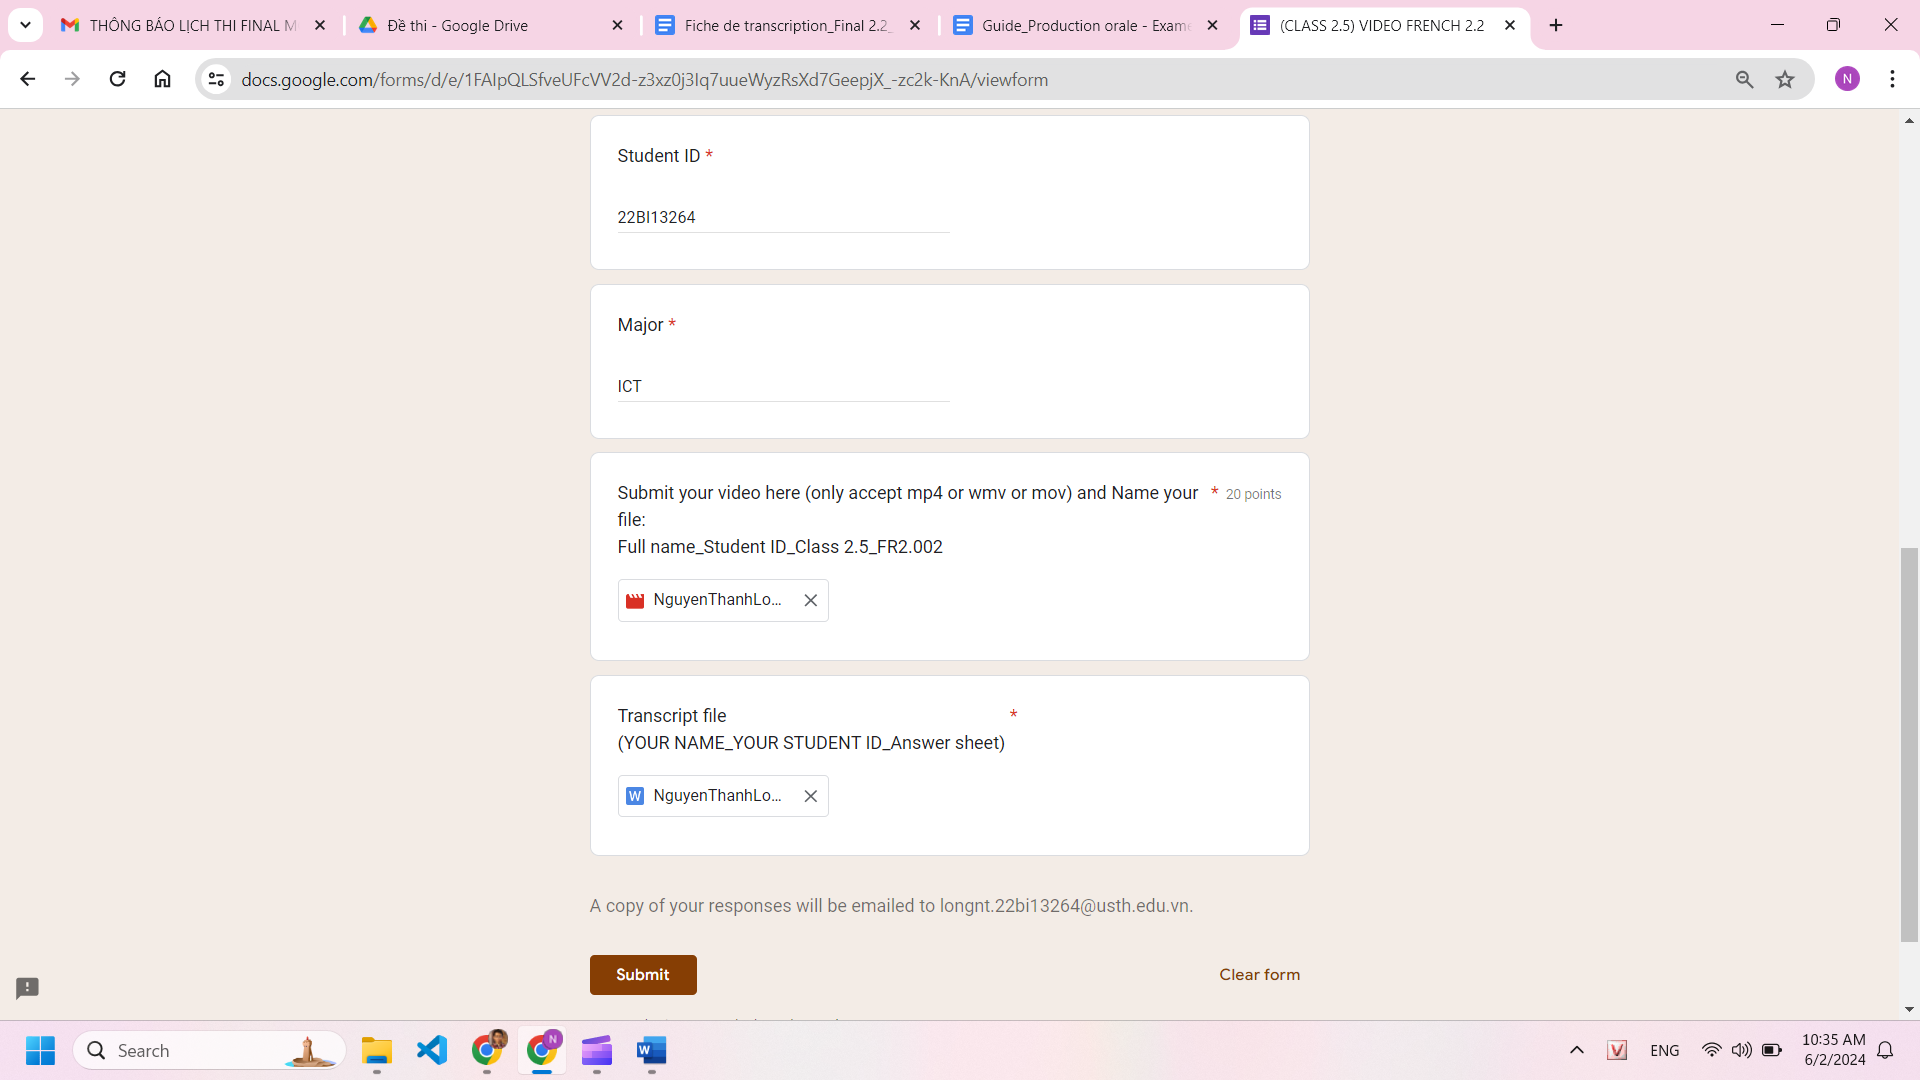 THÔNG BÁO LỊCH THI FINAL M
Đề thi - Google Drive
Fiche de transcription_Final 2.2_
Guide_Production orale - Exame
(CLASS 2.5) VIDEO FRENCH 2.2
docs.google.com/forms/d/e/1FAIpQLSfveUFcVV2d-z3xz0j3Iq7uueWyzRsXd7GeepjX_-zc2k-KnA/viewform
N
Student ID *
22BI13264
Major *
ICT
Submit your video here (only accept mp4 or wmv or mov) and Name your * 20 points
file:
Full name_Student ID_Class 2.5_FR2.002
NguyenThanhLo...
Transcript file *
(YOUR NAME_YOUR STUDENT ID_Answer sheet)
W NguyenThanhLo...
A copy of your responses will be emailed to longnt.22bi13264@usth.edu.vn.
Submit
Clear form
Search
N
W
V
ENG
10:35 AM
6/2/2024